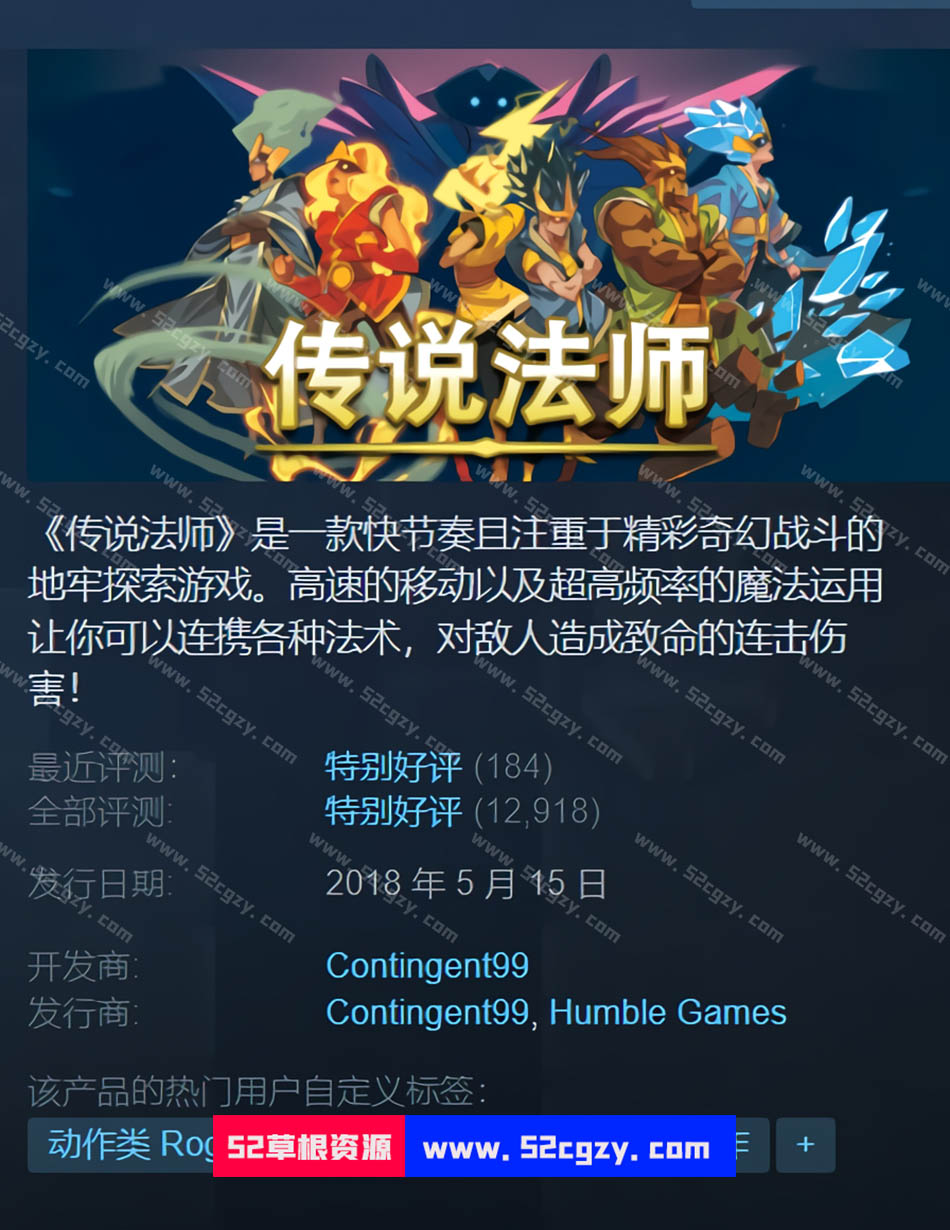 传说法师
《传说法师》是一款快节奏且注重于精彩奇幻战斗的
地牢探索游戏。高速的移动以及超高频率的魔法运用
让你可以连携各种法术，对敌人造成致命的连击伤
害！
最近评测： 特别好评 (184)
全部评测: 特别好评 (12,918)
发行日期: 2018 年 5 月 15 日
开发商: Contingent99
发行商: Contingent99, Humble Games
该产品的热门用户自定义标签：
动作类 +
52草根资源 www.52cgzy.com
www.52cgzy.com